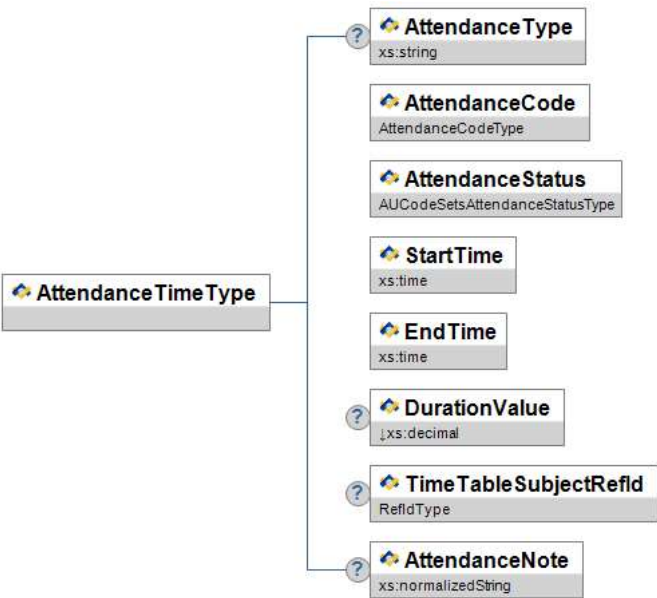 ?
AttendanceType
xs:string
AttendanceCode
AttendanceCodeType
AttendanceStatus
AUCodeSetsAttendanceStatusType
StartTime
xs:time
AttendanceTimeType
EndTime
xs:time
?
DurationValue
↓xs:decimal
?
TimeTableSubjectRefId
RefIdType
?
AttendanceNote
xs:normalizedString